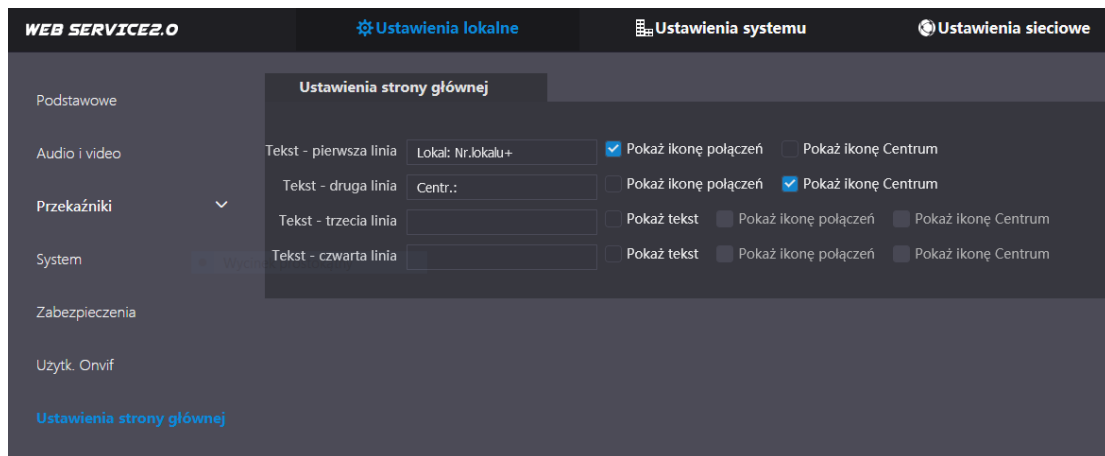 WEB SERVICE2.0 Ustawienia lokalne Ustawienia systemu Ustawienia sieciowe
Podstawowe
Audio i video
Przekaźniki
System
Zabezpieczenia
Użytk. Onvif
Ustawienia strony głównej
Ustawienia strony głównej
Tekst - pierwsza linia Lokal: Nr.lokalu+ Pokaż ikonę połączeń Pokaż ikonę Centrum
Tekst - druga linia Centr.: Pokaż ikonę połączeń Pokaż ikonę Centrum
Tekst - trzecia linia Pokaż tekst Pokaż ikonę połączeń Pokaż ikonę Centrum
Tekst - czwarta linia Pokaż tekst Pokaż ikonę połączeń Pokaż ikonę Centrum